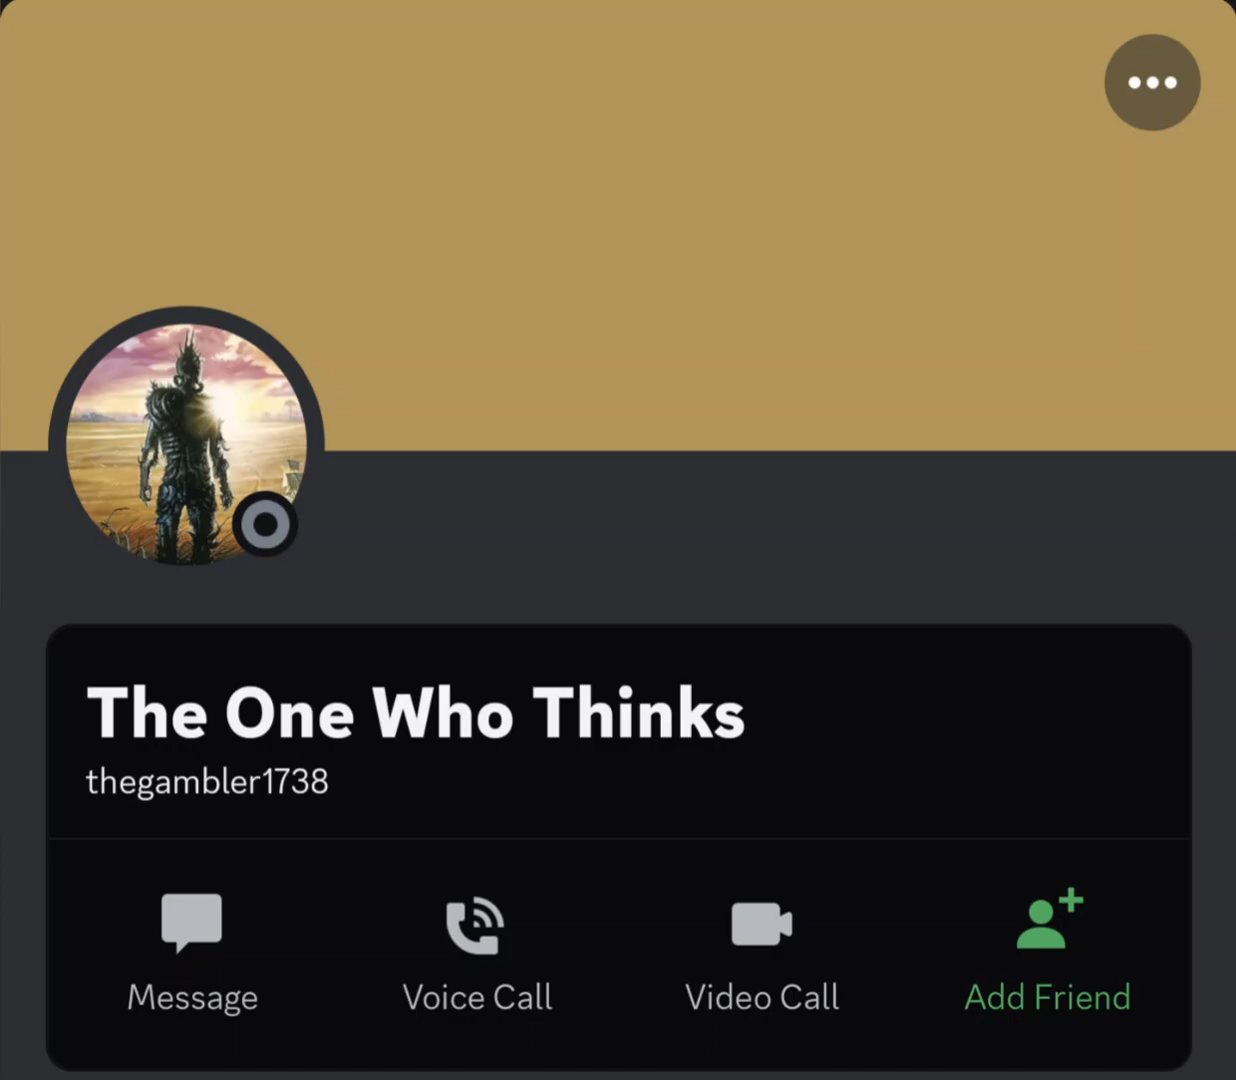 The One Who Thinks
thegambler1738
Message Voice Call Video Call Add Friend